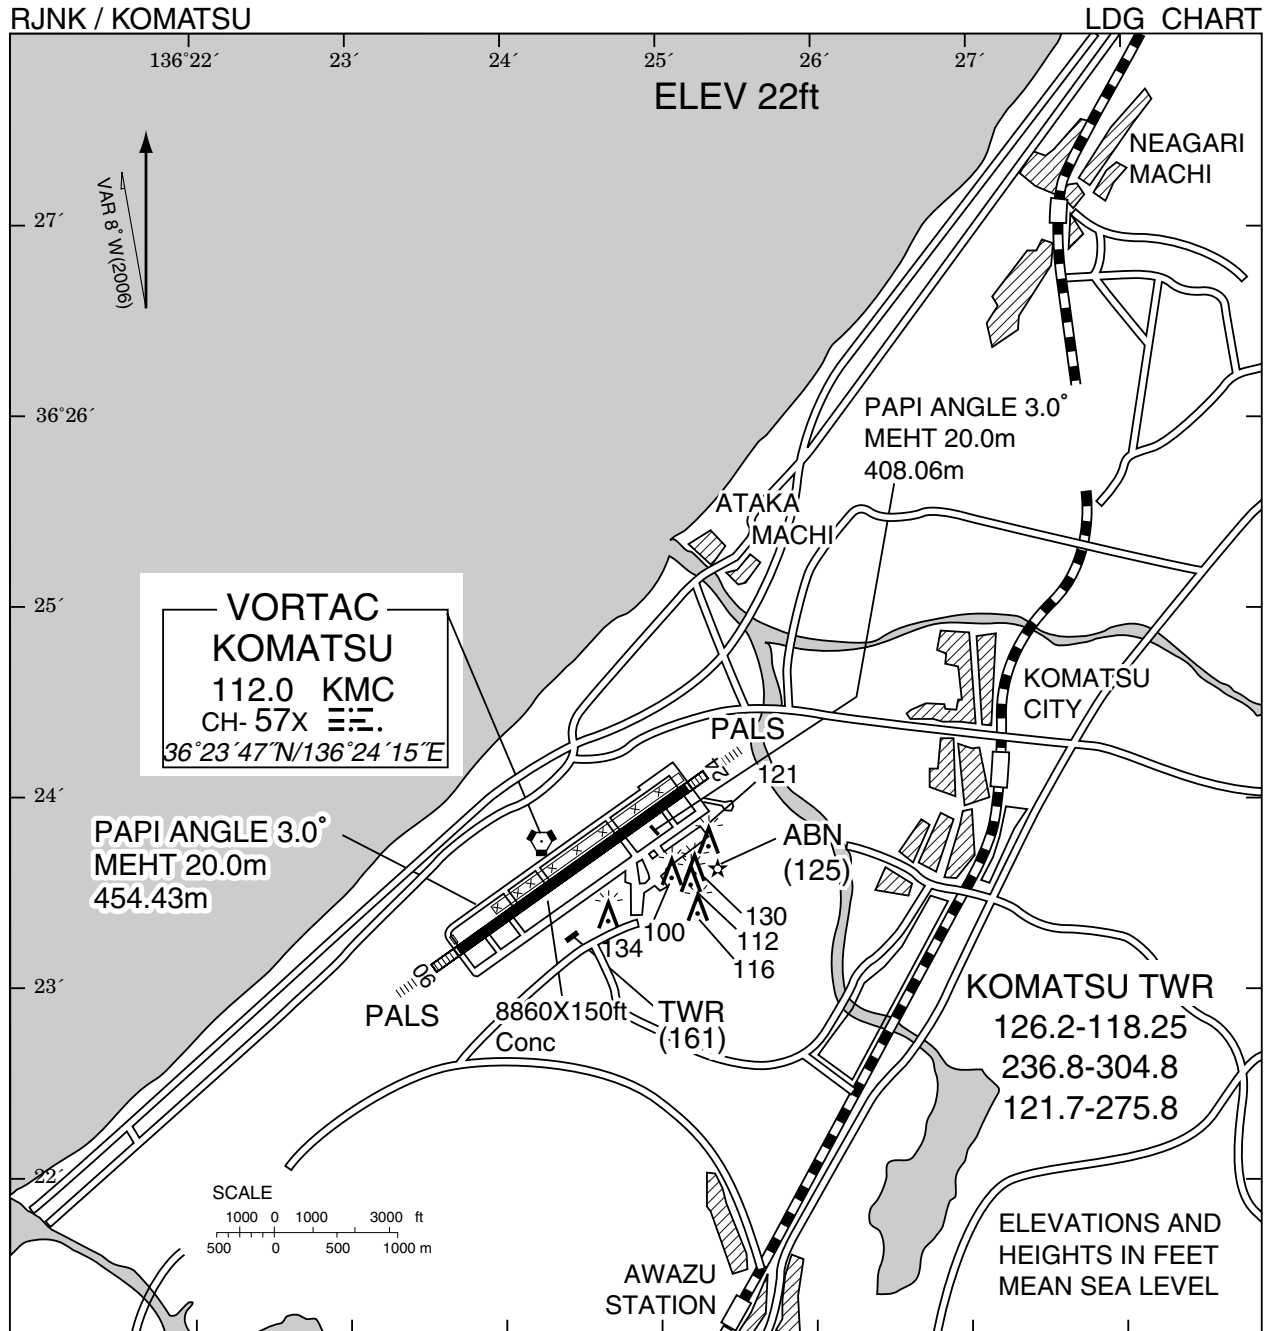 RJNK / KOMATSU
LDG CHART
136°22′
23′
24′
25′
26′
27′
ELEV 22ft
NEAGARI
MACHI
VAR 8° W(2006)
27′
36°26′
PAPI ANGLE 3.0°
MEHT 20.0m
408.06m
ATAKA
MACHI
25′
VORTAC
KOMATSU
112.0 KMC
CH- 57X
36°23′47″N/136°24′15″E
KOMATSU
CITY
PALS
24
121
24′
PAPI ANGLE 3.0°
MEHT 20.0m
454.43m
ABN
(125)
130
100
112
134
116
06
23′
PALS
8860X150ft
Conc
TWR
(161)
KOMATSU TWR
126.2-118.25
236.8-304.8
121.7-275.8
22′
SCALE
1000 0 1000 3000 ft
500 0 500 1000 m
ELEVATIONS AND
HEIGHTS IN FEET
MEAN SEA LEVEL
AWAZU
STATION